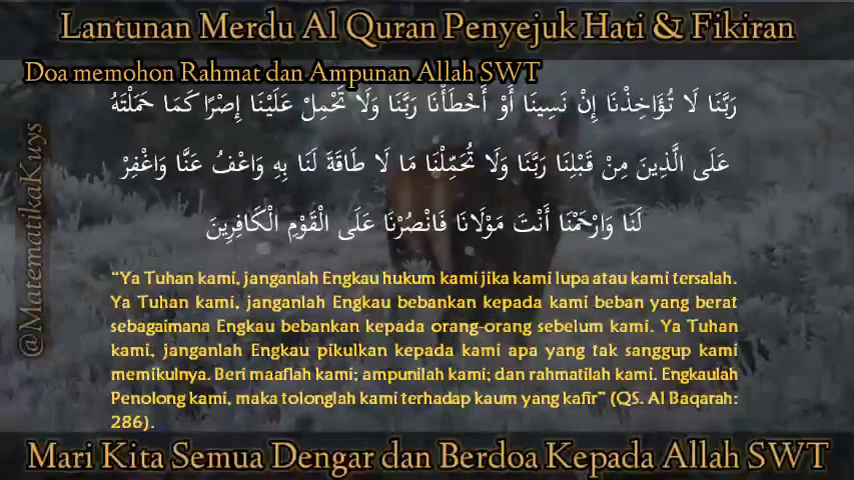 Lantunan Merdu Al Quran Penyejuk Hati & Fikiran
Doa memohon Rahmat dan Ampunan Allah SWT
رَبَّنَا لَا تُؤَاخِذْنَا إِنْ نَسِينَا أَوْ أَخْطَأْنَا رَبَّنَا وَلَا تَحْمِلْ عَلَيْنَا إِصْرًا كَمَا حَمَلْتَهُ
عَلَى الَّذِينَ مِنْ قَبْلِنَا رَبَّنَا وَلَا تُحَمِّلْنَا مَا لَا طَاقَةَ لَنَا بِهِ وَاعْفُ عَنَّا وَاغْفِرْ
لَنَا وَارْحَمْنَا أَنْتَ مَوْلَانَا فَانْصُرْنَا عَلَى الْقَوْمِ الْكَافِرِينَ
“Ya Tuhan kami, janganlah Engkau hukum kami jika kami lupa atau kami tersalah.
Ya Tuhan kami, janganlah Engkau bebankan kepada kami beban yang berat
sebagaimana Engkau bebankan kepada orang-orang sebelum kami. Ya Tuhan
kami, janganlah Engkau pikulkan kepada kami apa yang tak sanggup kami
memikulnya. Beri maaflah kami; ampunilah kami; dan rahmatilah kami. Engkaulah
Penolong kami, maka tolonglah kami terhadap kaum yang kafir” (QS. Al Baqarah:
286).
@MatematikaKuys
Mari Kita Semua Dengar dan Berdoa Kepada Allah SWT